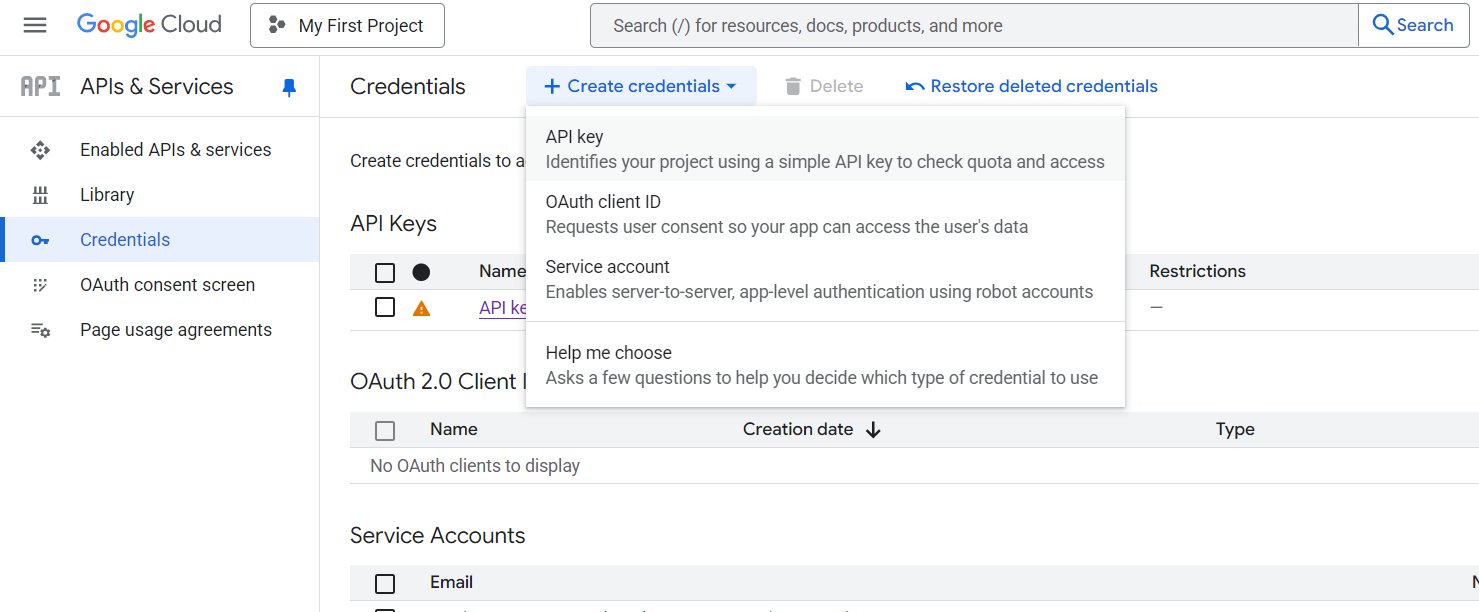 Google Cloud
My First Project
Search (/) for resources, docs, products, and more
Search
API
APIs & Services
Credentials
Create credentials
Delete
Restore deleted credentials
Enabled APIs & services
Library
Credentials
OAuth consent screen
Page usage agreements
API key
Identifies your project using a simple API key to check quota and access
OAuth client ID
Requests user consent so your app can access the user's data
Service account
Enables server-to-server, app-level authentication using robot accounts
Help me choose
Asks a few questions to help you decide which type of credential to use
Create credentials to a
API Keys
Name
Restrictions
API ke
—
OAuth 2.0 Client
Name
Creation date
Type
No OAuth clients to display
Service Accounts
Email